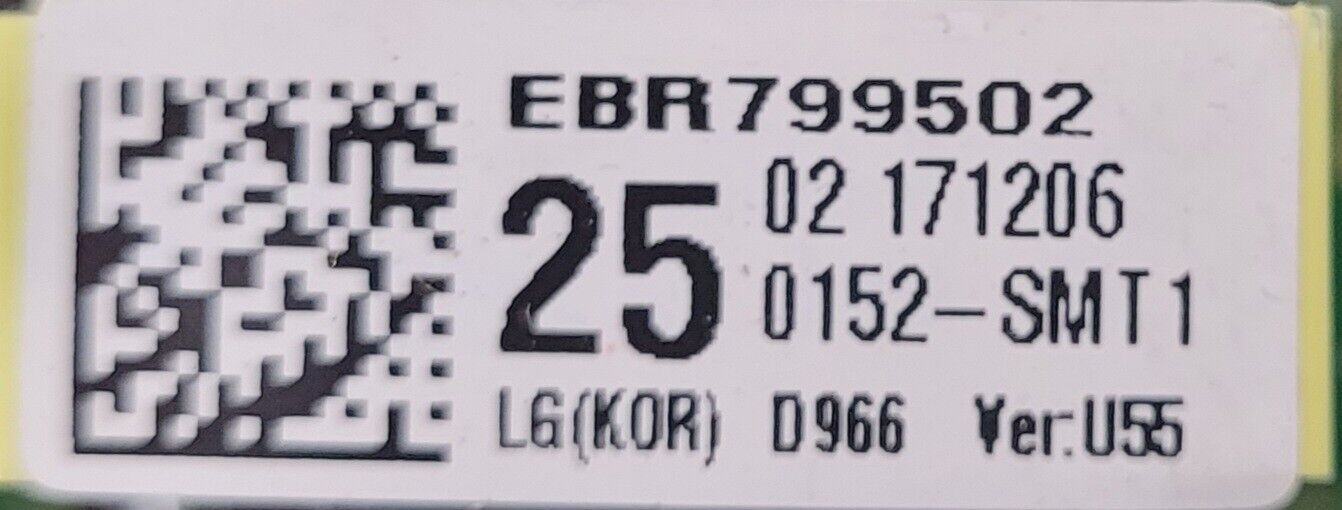 EBR799502
25 02 171206
0152-SMT1
LG(KOR) D966 Ver.:U55